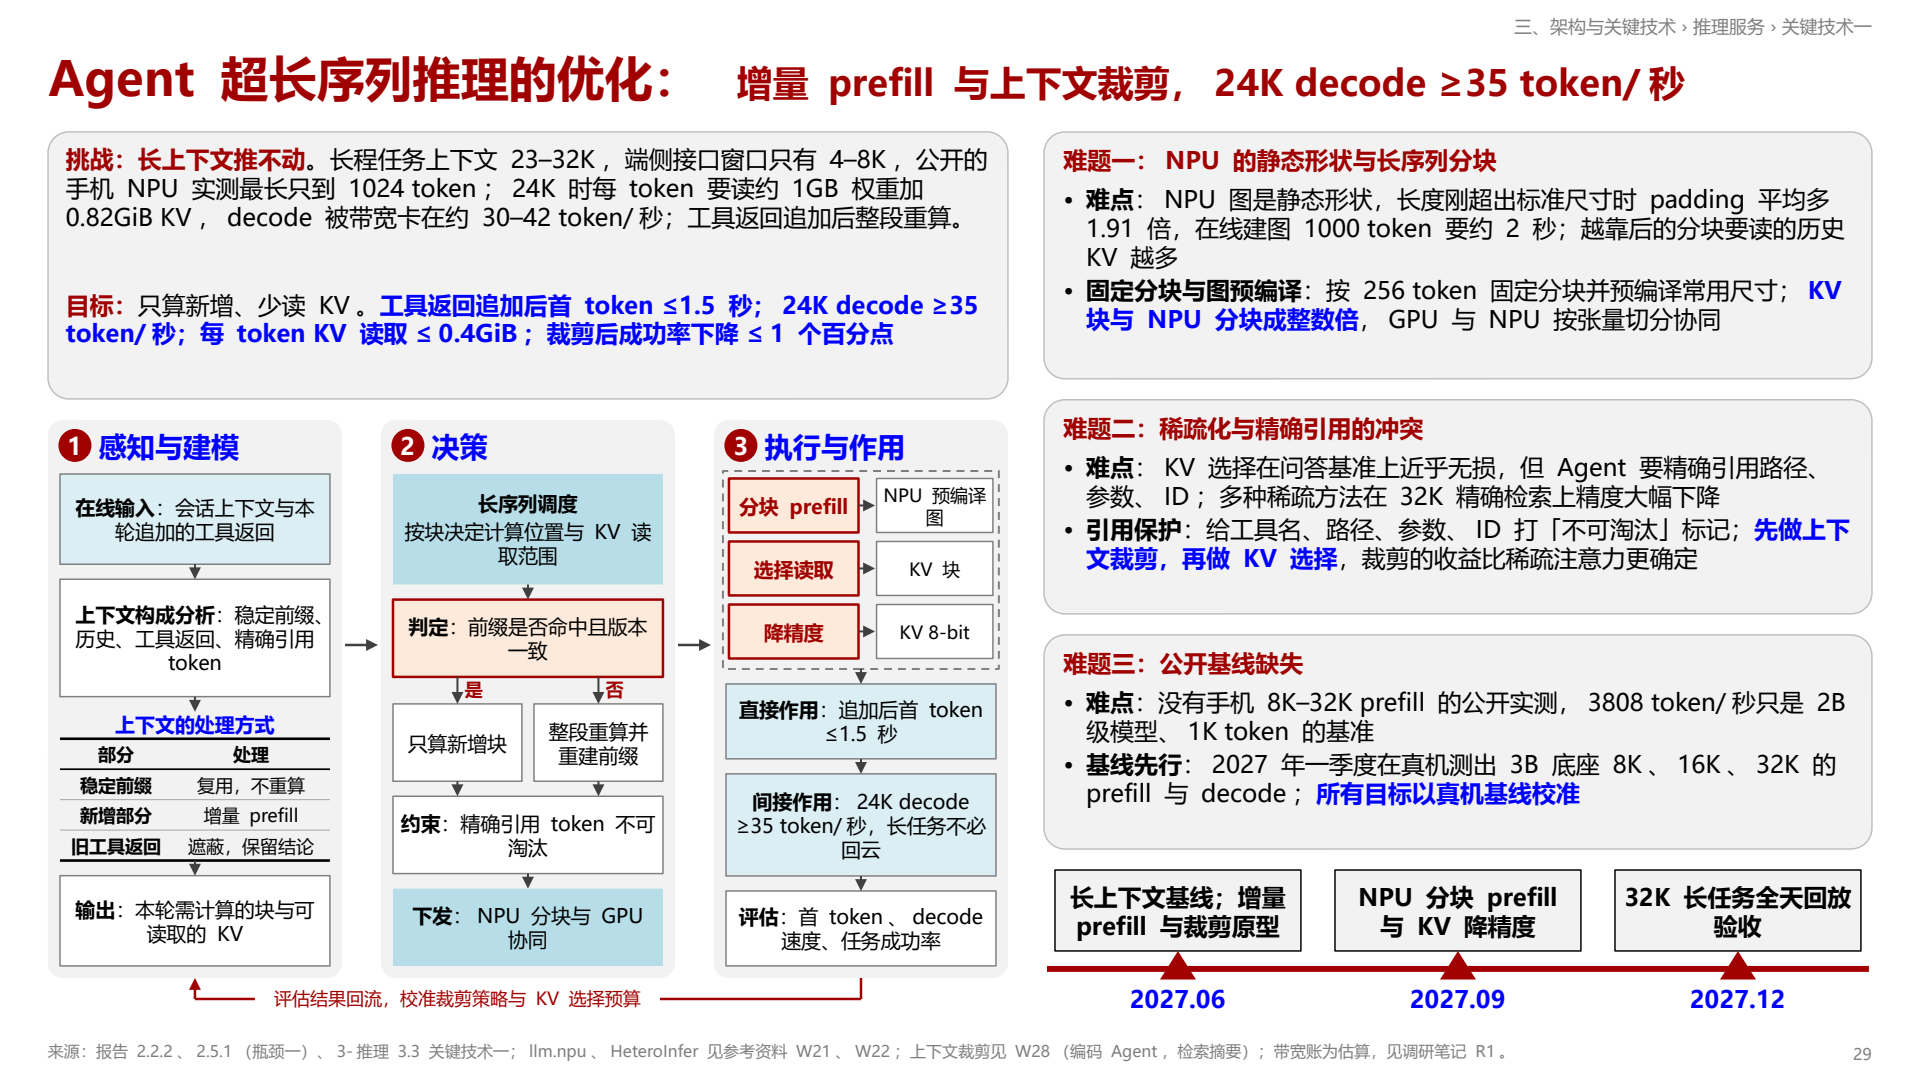 三、架构与关键技术 › 推理服务 › 关键技术一
Agent 超长序列推理的优化： 增量 prefill 与上下文裁剪， 24K decode ≥35 token/秒
挑战：长上下文推不动。长程任务上下文 23–32K，端侧接口窗口只有 4–8K，公开的
手机 NPU 实测最长只到 1024 token； 24K 时每 token 要读约 1GB 权重加
0.82GiB KV， decode 被带宽卡在约 30–42 token/秒；工具返回追加后整段重算。
目标：只算新增、少读 KV。工具返回追加后首 token ≤1.5 秒； 24K decode ≥35
token/秒；每 token KV 读取 ≤ 0.4GiB；裁剪后成功率下降 ≤ 1 个百分点
1 感知与建模
在线输入：会话上下文与本
轮追加的工具返回
上下文构成分析：稳定前缀、
历史、工具返回、精确引用
token
上下文的处理方式
部分 处理
稳定前缀 复用，不重算
新增部分 增量 prefill
旧工具返回 遮蔽，保留结论
输出：本轮需计算的块与可
读取的 KV
2 决策
长序列调度
按块决定计算位置与 KV 读
取范围
判定：前缀是否命中且版本
一致
是 否
只算新增块
整段重算并
重建前缀
约束：精确引用 token 不可
淘汰
下发： NPU 分块与 GPU
协同
3 执行与作用
分块 prefill
NPU 预编译
图
选择读取 KV 块
降精度 KV 8-bit
直接作用：追加后首 token
≤1.5 秒
间接作用： 24K decode
≥35 token/秒，长任务不必
回云
评估：首 token、 decode
速度、任务成功率
评估结果回流，校准裁剪策略与 KV 选择预算
难题一： NPU 的静态形状与长序列分块
• 难点： NPU 图是静态形状，长度刚超出标准尺寸时 padding 平均多
1.91 倍，在线建图 1000 token 要约 2 秒；越靠后的分块要读的历史
KV 越多
• 固定分块与图预编译：按 256 token 固定分块并预编译常用尺寸； KV
块与 NPU 分块成整数倍， GPU 与 NPU 按张量切分协同
难题二：稀疏化与精确引用的冲突
• 难点： KV 选择在问答基准上近乎无损，但 Agent 要精确引用路径、
参数、 ID；多种稀疏方法在 32K 精确检索上精度大幅下降
• 引用保护：给工具名、路径、参数、 ID 打「不可淘汰」标记；先做上下
文裁剪，再做 KV 选择，裁剪的收益比稀疏注意力更确定
难题三：公开基线缺失
• 难点：没有手机 8K–32K prefill 的公开实测， 3808 token/秒只是 2B
级模型、 1K token 的基准
• 基线先行： 2027 年一季度在真机测出 3B 底座 8K、 16K、 32K 的
prefill 与 decode；所有目标以真机基线校准
长上下文基线；增量
prefill 与裁剪原型
NPU 分块 prefill
与 KV 降精度
32K 长任务全天回放
验收
2027.06 2027.09 2027.12
来源：报告 2.2.2、 2.5.1 （瓶颈一）、 3-推理 3.3 关键技术一； llm.npu、 HeteroInfer 见参考资料 W21、 W22；上下文裁剪见 W28 （编码 Agent，检索摘要）；带宽账为估算，见调研笔记 R1。
29